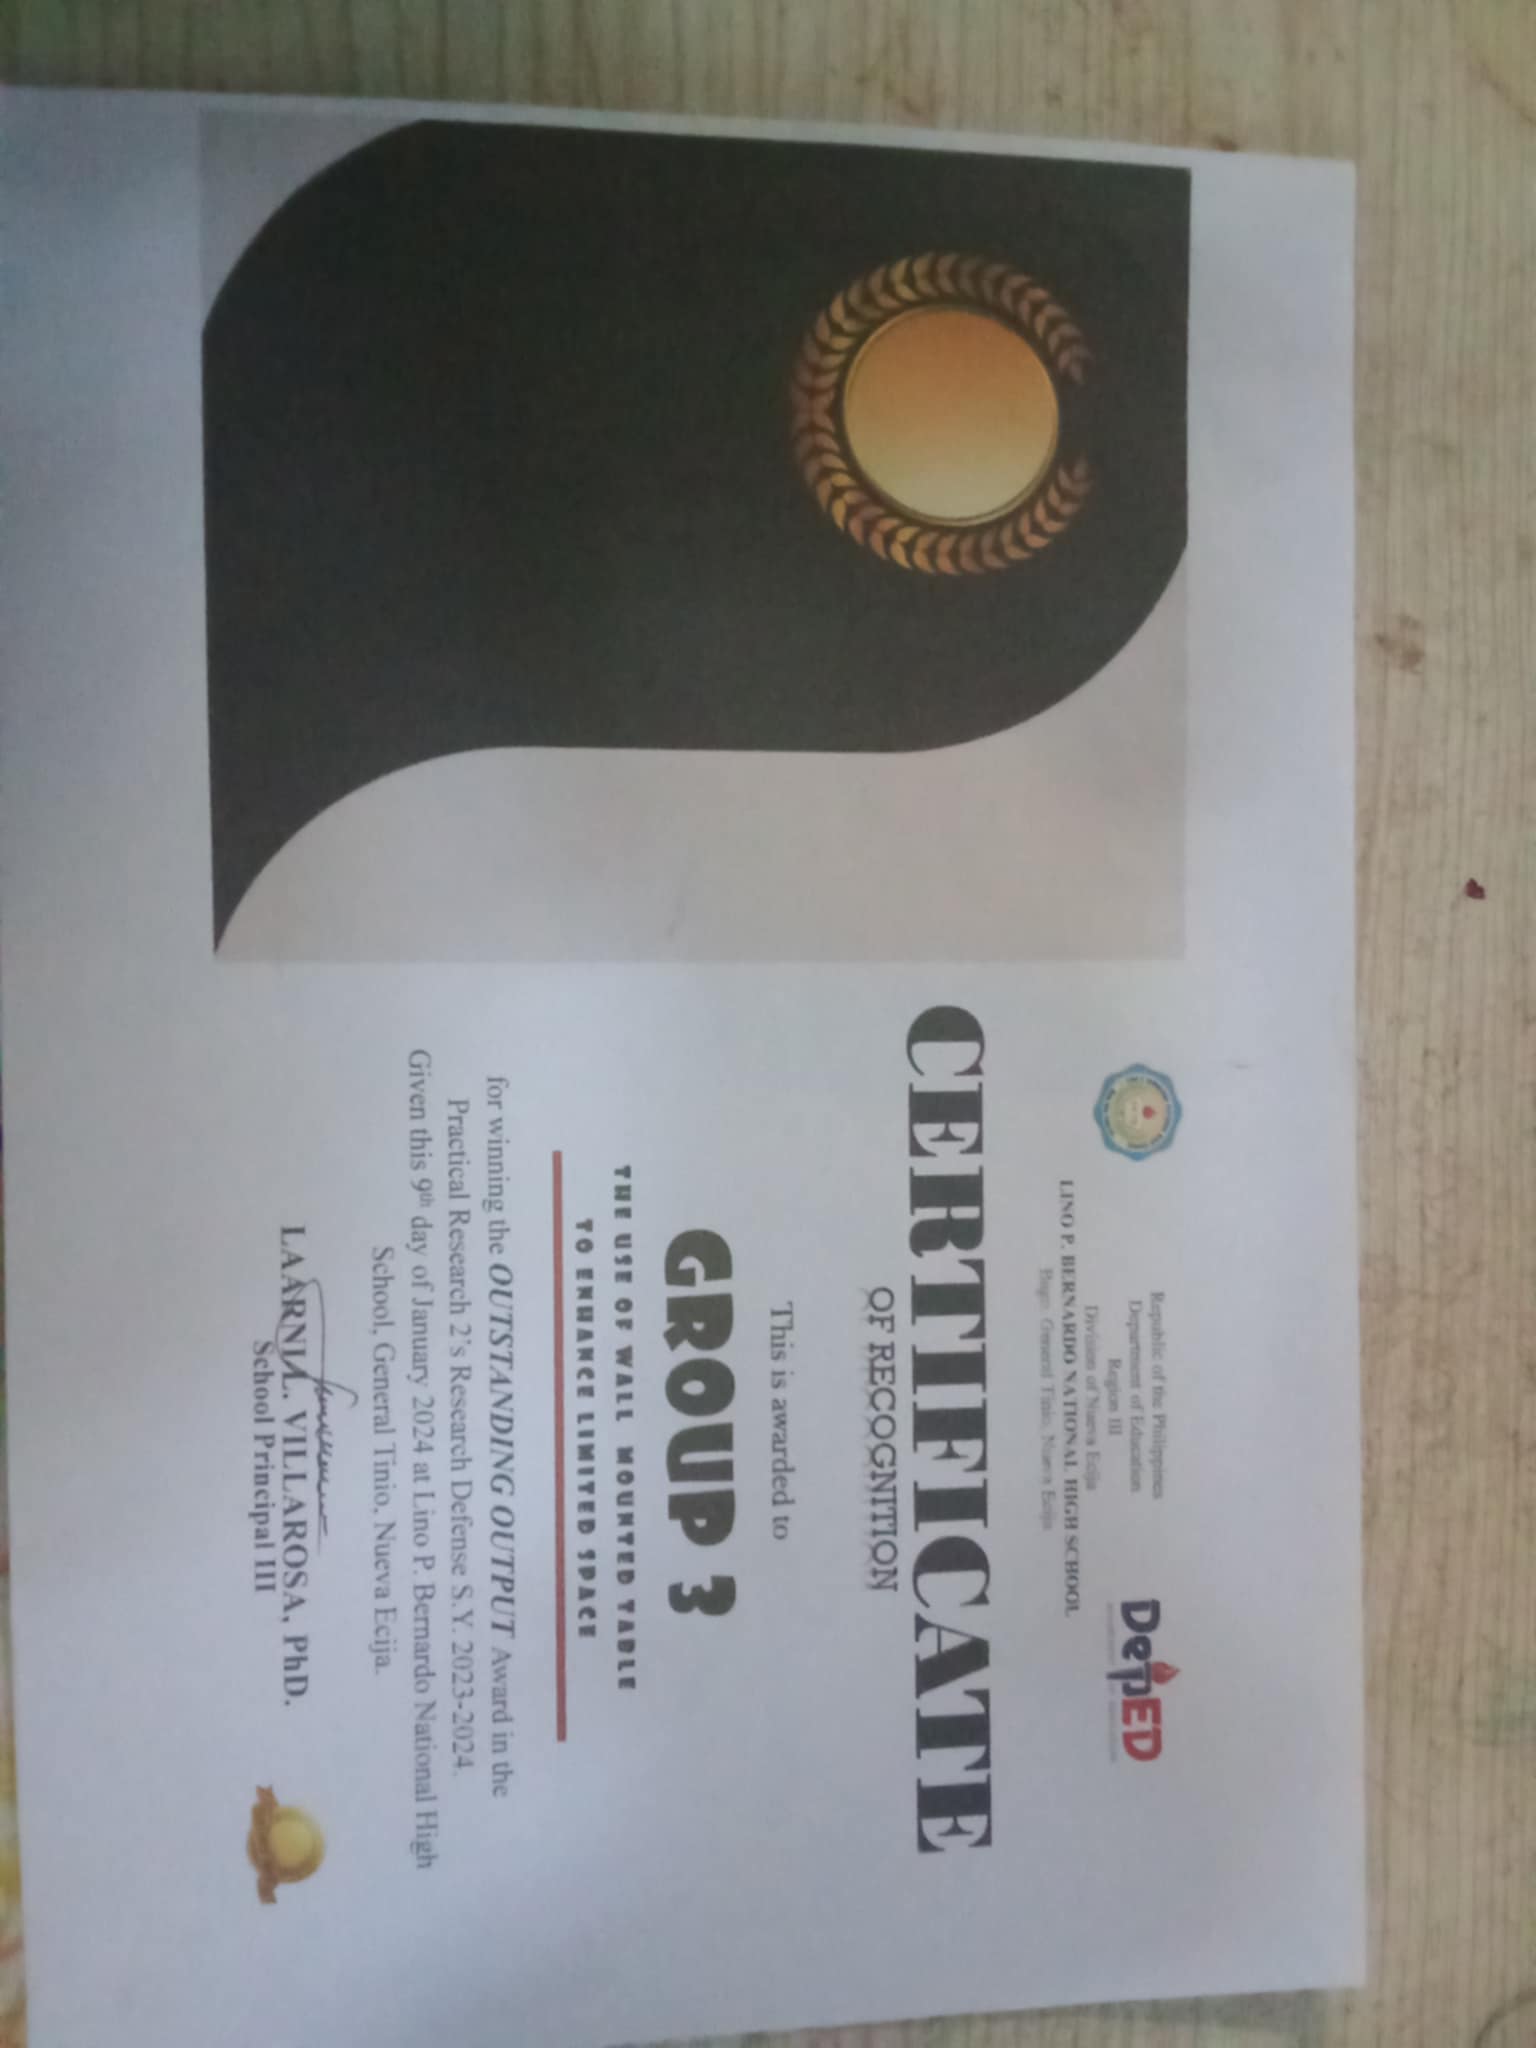 Republic of the Philippines
Department of Education
Region III
Division of Nueva Ecija
LINO P. BERNARDO NATIONAL HIGH SCHOOL
Bago, General Tinio, Nueva Ecija
DepED
CERTIFICATE
OF RECOGNITION
This is awarded to
GROUP 3
THE USE OF WALL MOUNTED TABLE
TO ENHANCE LIMITED SPACE
for winning the OUTSTANDING OUTPUT Award in the
Practical Research 2's Research Defense S.Y. 2023-2024.
Given this 9th day of January 2024 at Lino P. Bernardo National High
School, General Tinio, Nueva Ecija.
LAARNI L. VILLAROSA, PhD.
School Principal III